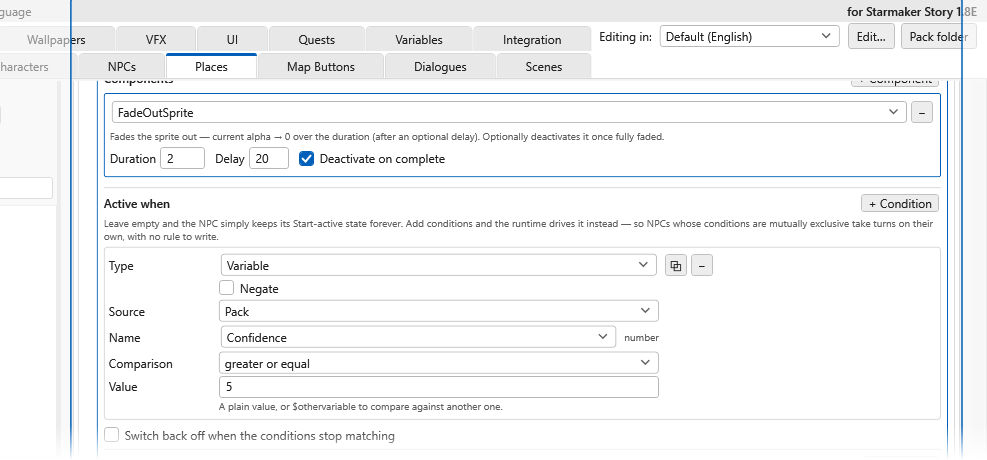 guage
for Starmaker Story 1.8E
Wallpapers VFX UI Quests Variables Integration
Editing in: Default (English) Edit... Pack folder
haracters NPCs Places Map Buttons Dialogues Scenes
Components + Component
FadeOutSprite –
Fades the sprite out — current alpha → 0 over the duration (after an optional delay). Optionally deactivates it once fully faded.
Duration 2 Delay 20 Deactivate on complete
Active when + Condition
Leave empty and the NPC simply keeps its Start-active state forever. Add conditions and the runtime drives it instead — so NPCs whose conditions are mutually exclusive take turns on their
own, with no rule to write.
Type Variable –
Negate
Source Pack
Name Confidence number
Comparison greater or equal
Value 5
A plain value, or $othervariable to compare against another one.
Switch back off when the conditions stop matching